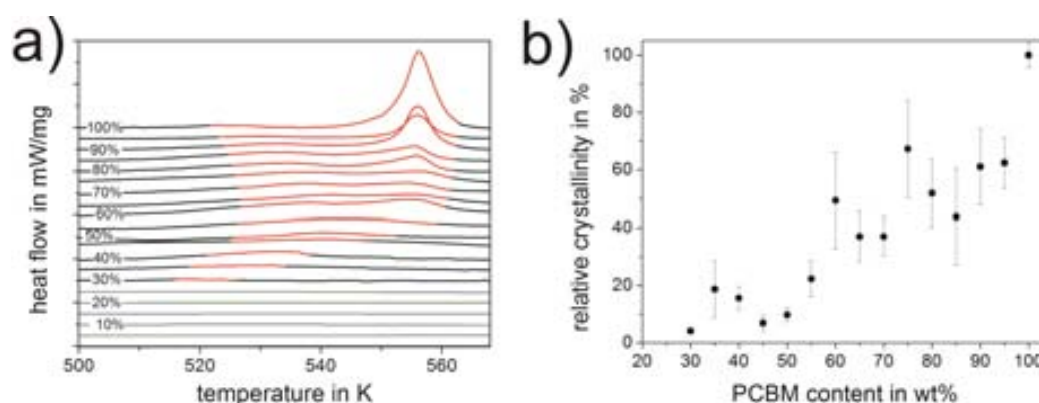 a)
heat flow in mW/mg
100%
90%
80%
70%
60%
50%
40%
30%
20%
10%
500 520 540 560
temperature in K
b)
relative crystallinity in %
100
80
60
40
20
0
20 30 40 50 60 70 80 90 100
PCBM content in wt%